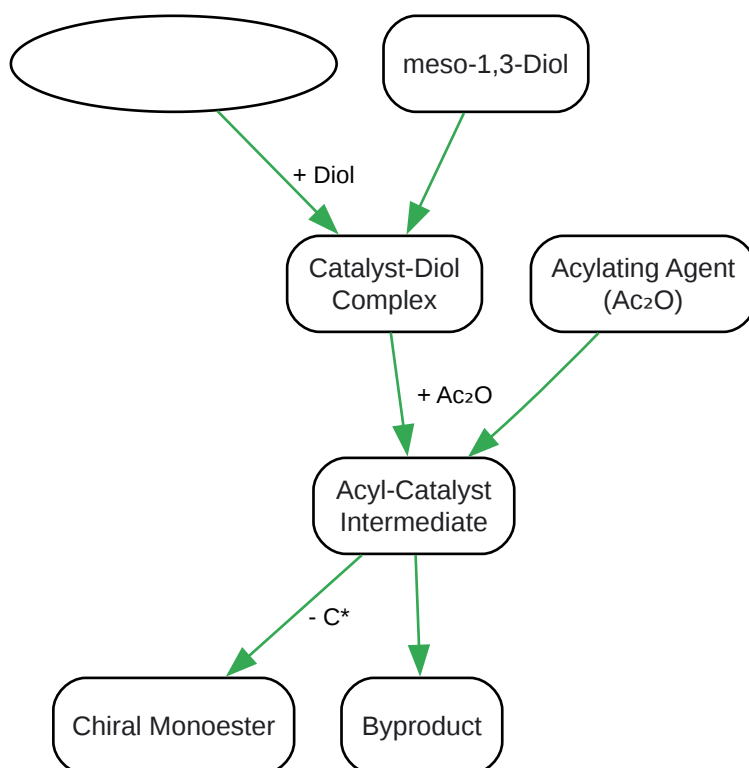 meso-1,3-Diol
+ Diol
Catalyst-Diol
Complex
Acylating Agent
(Ac₂O)
+ Ac₂O
Acyl-Catalyst
Intermediate
- C*
Chiral Monoester
Byproduct